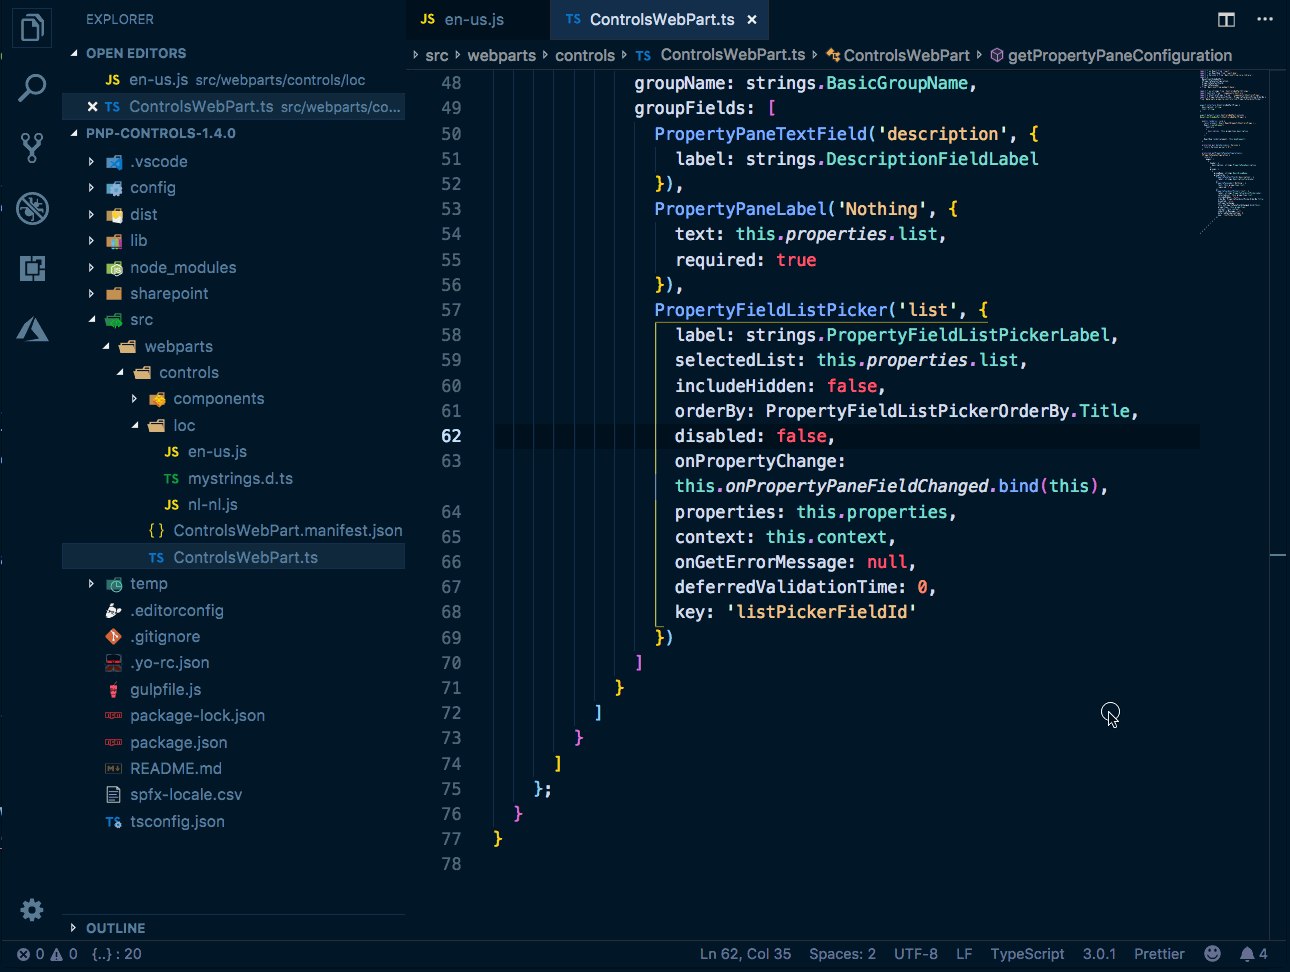 EXPLORER
OPEN EDITORS
JS en-us.js src/webparts/controls/loc
TS ControlsWebPart.ts src/webparts/co...
PNP-CONTROLS-1.4.0
.vscode
config
dist
lib
node_modules
sharepoint
src
webparts
controls
components
loc
JS en-us.js
TS mystrings.d.ts
JS nl-nl.js
{} ControlsWebPart.manifest.json
TS ControlsWebPart.ts
temp
.editorconfig
.gitignore
.yo-rc.json
gulpfile.js
package-lock.json
package.json
README.md
spfx-locale.csv
tsconfig.json
OUTLINE
JS en-us.js
TS ControlsWebPart.ts
src webparts controls TS ControlsWebPart.ts ControlsWebPart getPropertyPaneConfiguration
48 groupName: strings.BasicGroupName,
49 groupFields: [
50 PropertyPaneTextField('description', {
51 label: strings.DescriptionFieldLabel
52 }),
53 PropertyPaneLabel('Nothing', {
54 text: this.properties.list,
55 required: true
56 }),
57 PropertyFieldListPicker('list', {
58 label: strings.PropertyFieldListPickerLabel,
59 selectedList: this.properties.list,
60 includeHidden: false,
61 orderBy: PropertyFieldListPickerOrderBy.Title,
62 disabled: false,
63 onPropertyChange:
this.onPropertyPaneFieldChanged.bind(this),
64 properties: this.properties,
65 context: this.context,
66 onGetErrorMessage: null,
67 deferredValidationTime: 0,
68 key: 'listPickerFieldId'
69 })
70 ]
71 }
72 ]
73 }
74 ]
75 };
76 }
77 }
78
0 0 {..} : 20 Ln 62, Col 35 Spaces: 2 UTF-8 LF TypeScript 3.0.1 Prettier 4